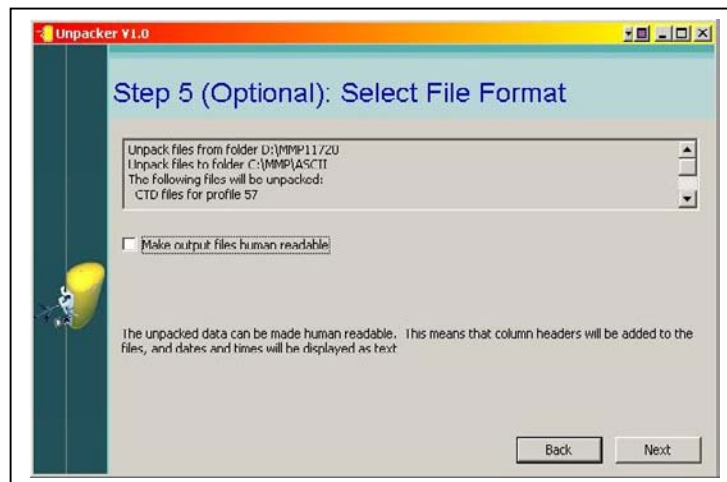 Unpacker V1.0
Step 5 (Optional): Select File Format
Unpack files from folder D:\MMP11720
Unpack files to folder C:\MMP\ASCII
The following files will be unpacked:
CTD files for profile 57
Make output files human readable
The unpacked data can be made human readable. This means that column headers will be added to the
files, and dates and times will be displayed as text
Back
Next